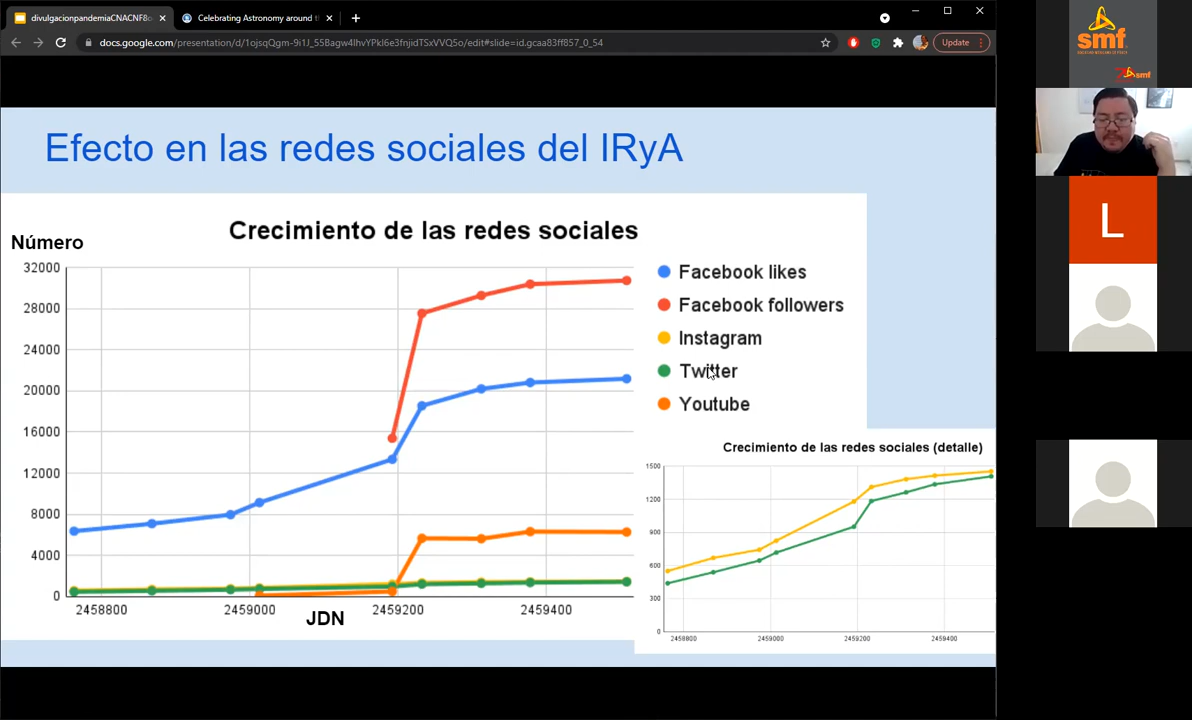 divulgacionpandemiaCNACNF8o
Celebrating Astronomy around t
docs.google.com/presentation/d/1ojsqQgm-9i1J_55Bagw4lhvYPkl6e3fnjidTSxVVQ5o/edit#slide=id.gcaa83ff857_0_54
Update
Efecto en las redes sociales del IRyA
Crecimiento de las redes sociales
Número
32000
28000
24000
20000
16000
12000
8000
4000
0
2458800
2459000
2459200
2459400
JDN
Facebook likes
Facebook followers
Instagram
Twitter
Youtube
Crecimiento de las redes sociales (detalle)
1500
1200
900
600
300
0
2458800
2459000
2459200
2459400
smf
smf
L